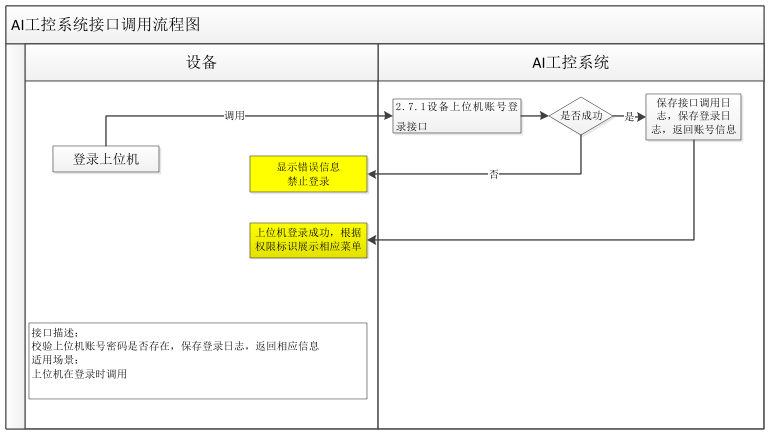 AI工控系统接口调用流程图
设备
AI工控系统
调用
2.7.1设备上位机账号登
录接口
是否成功
是
保存接口调用日
志，保存登录日
志，返回账号信息
登录上位机
显示错误信息
禁止登录
否
上位机登录成功，根据
权限标识展示相应菜单
接口描述：
校验上位机账号密码是否存在，保存登录日志，返回相应信息
适用场景：
上位机在登录时调用